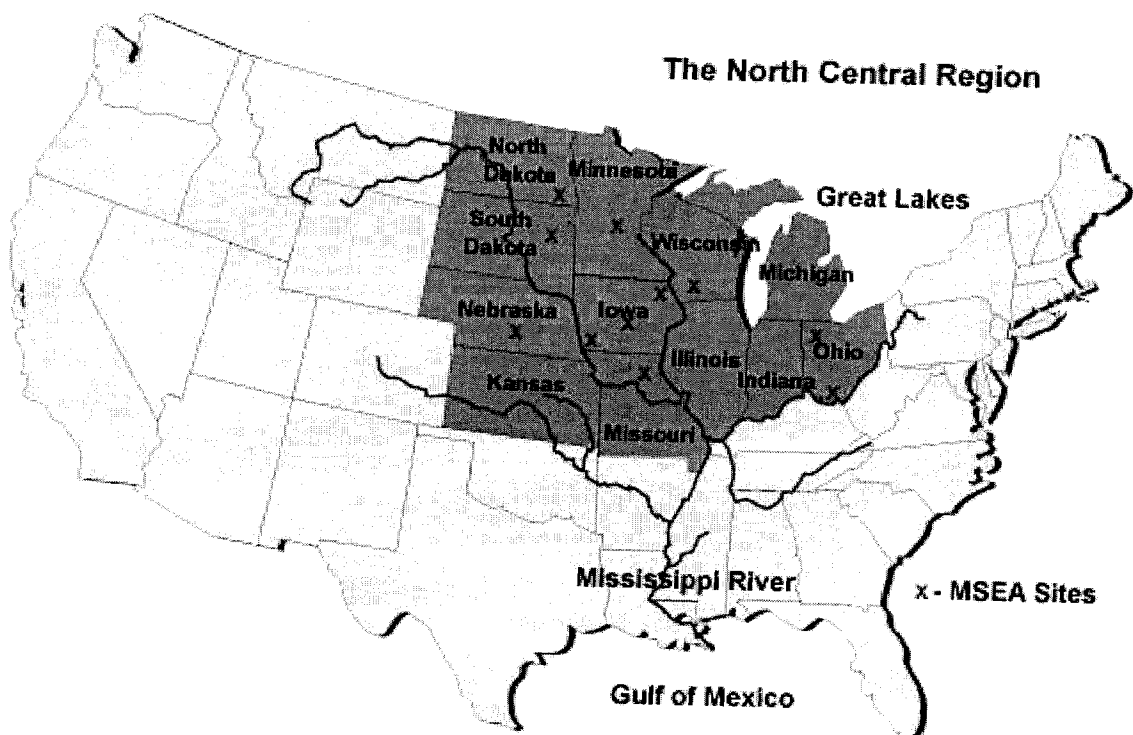 The North Central Region
North
Dakota
Minnesota
South
Dakota
Great Lakes
Wisconsin
Michigan
Nebraska
Iowa
Illinois
Ohio
Kansas
Indiana
Missouri
Mississippi River
x - MSEA Sites
Gulf of Mexico